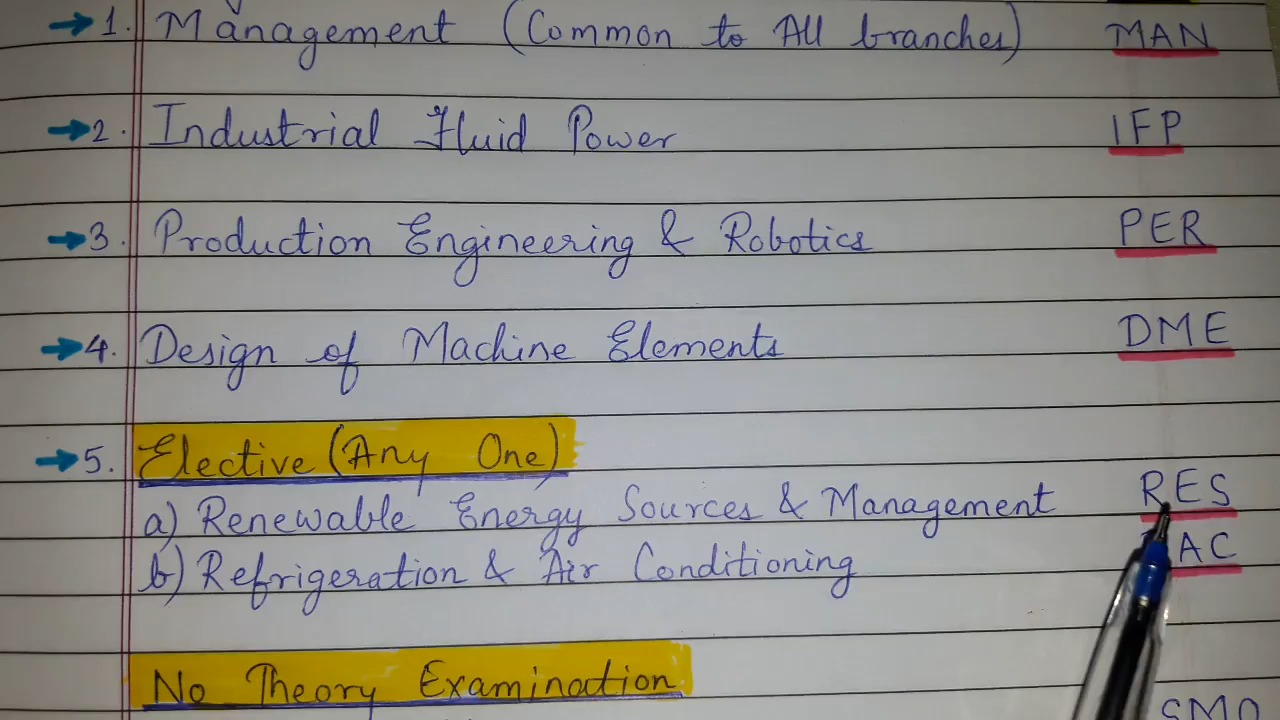 1. Management (Common to All branches) MAN
2. Industrial Fluid Power IFP
3. Production Engineering & Robotics PER
4. Design of Machine Elements DME
5. Elective (Any One)
a) Renewable Energy Sources & Management RES
b) Refrigeration & Air Conditioning AC
No Theory Examination